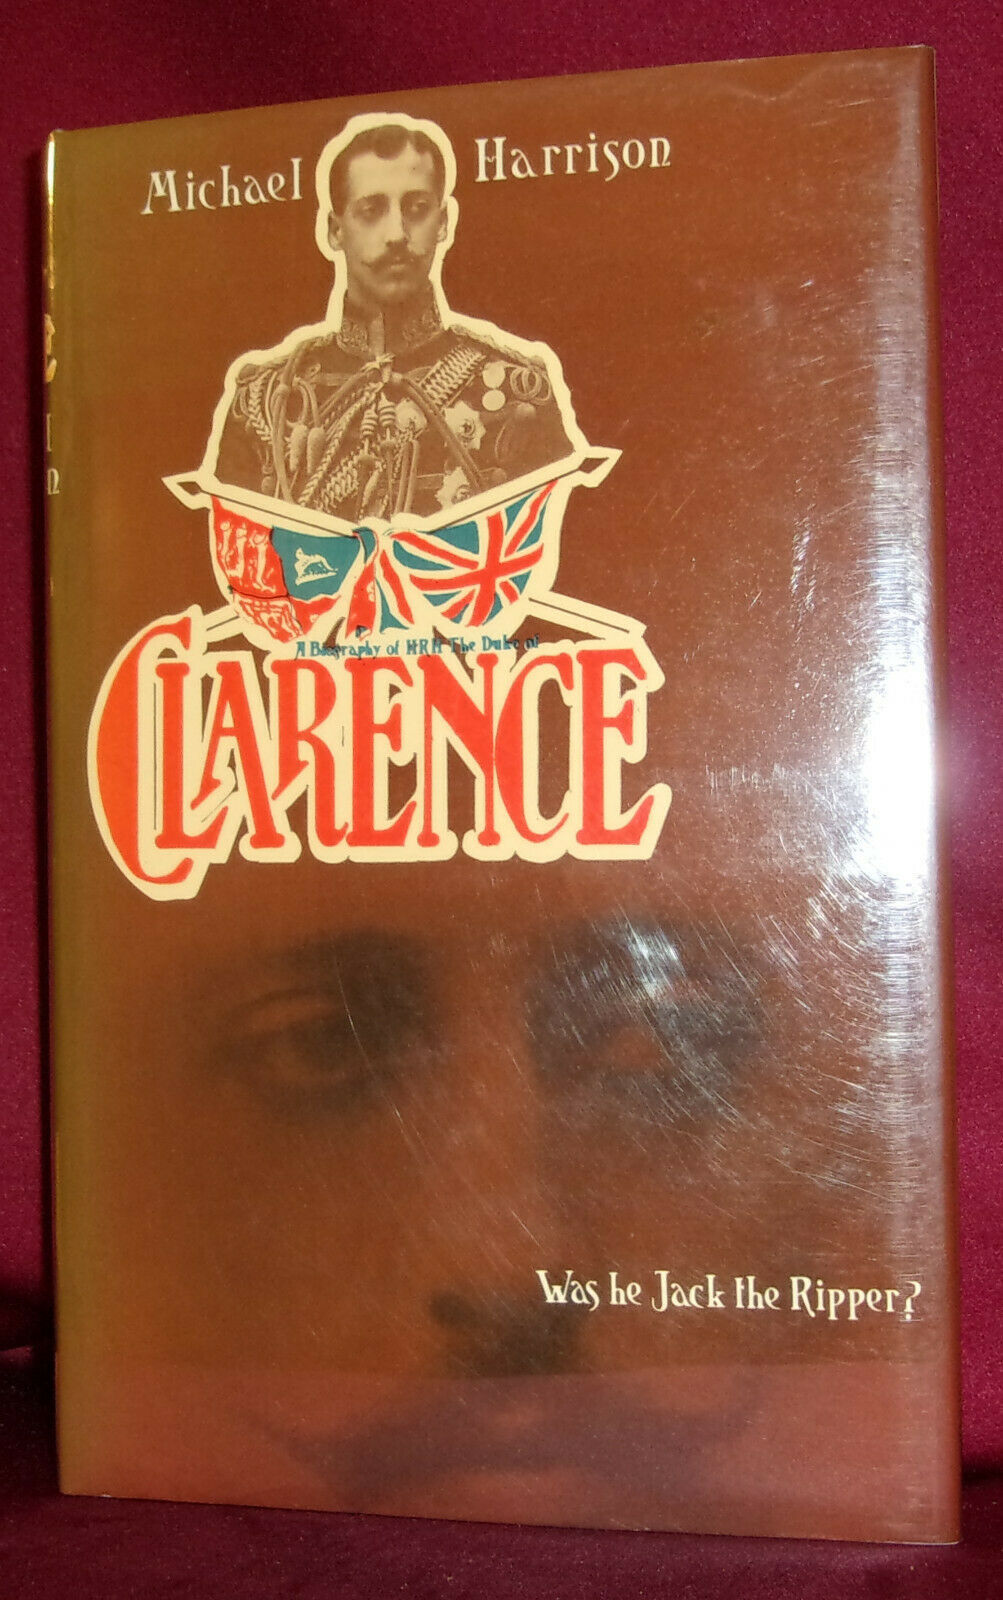 Michael Harrison
A Biography of HRH The Duke of
CLARENCE
Was he Jack the Ripper?